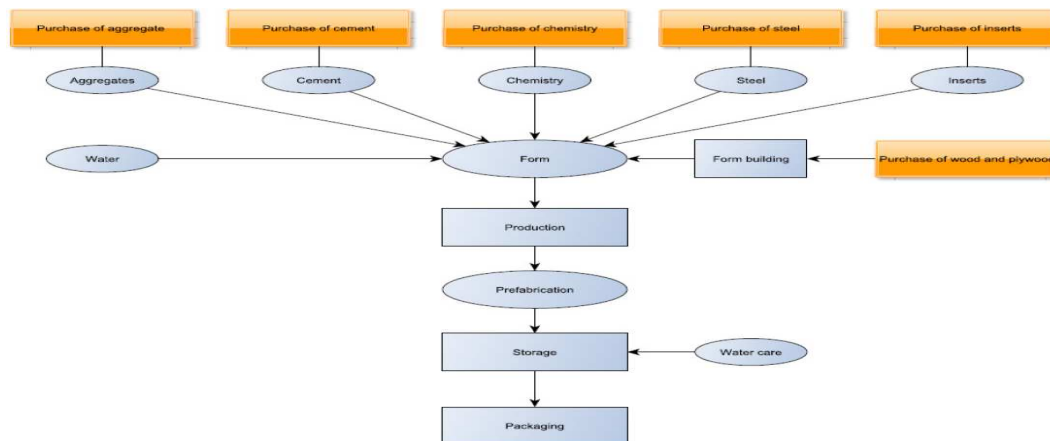 Purchase of aggregate
Purchase of cement
Purchase of chemistry
Purchase of steel
Purchase of inserts
Aggregates
Cement
Chemistry
Steel
Inserts
Water
Form
Form building
Purchase of wood and plywood
Production
Prefabrication
Storage
Water care
Packaging